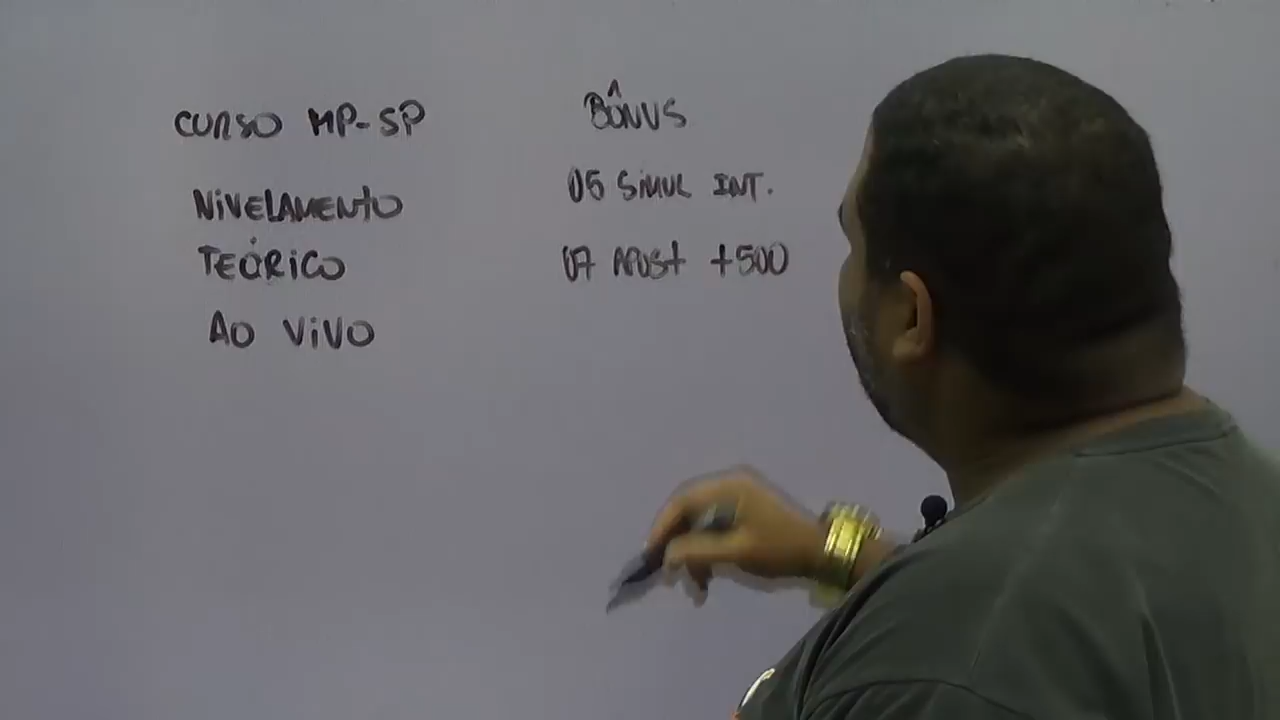 CURSO MP-SP
NIVELAMENTO
TEÓRICO
AO VIVO
BÔNUS
05 SIMUL INT.
07 APOST +500